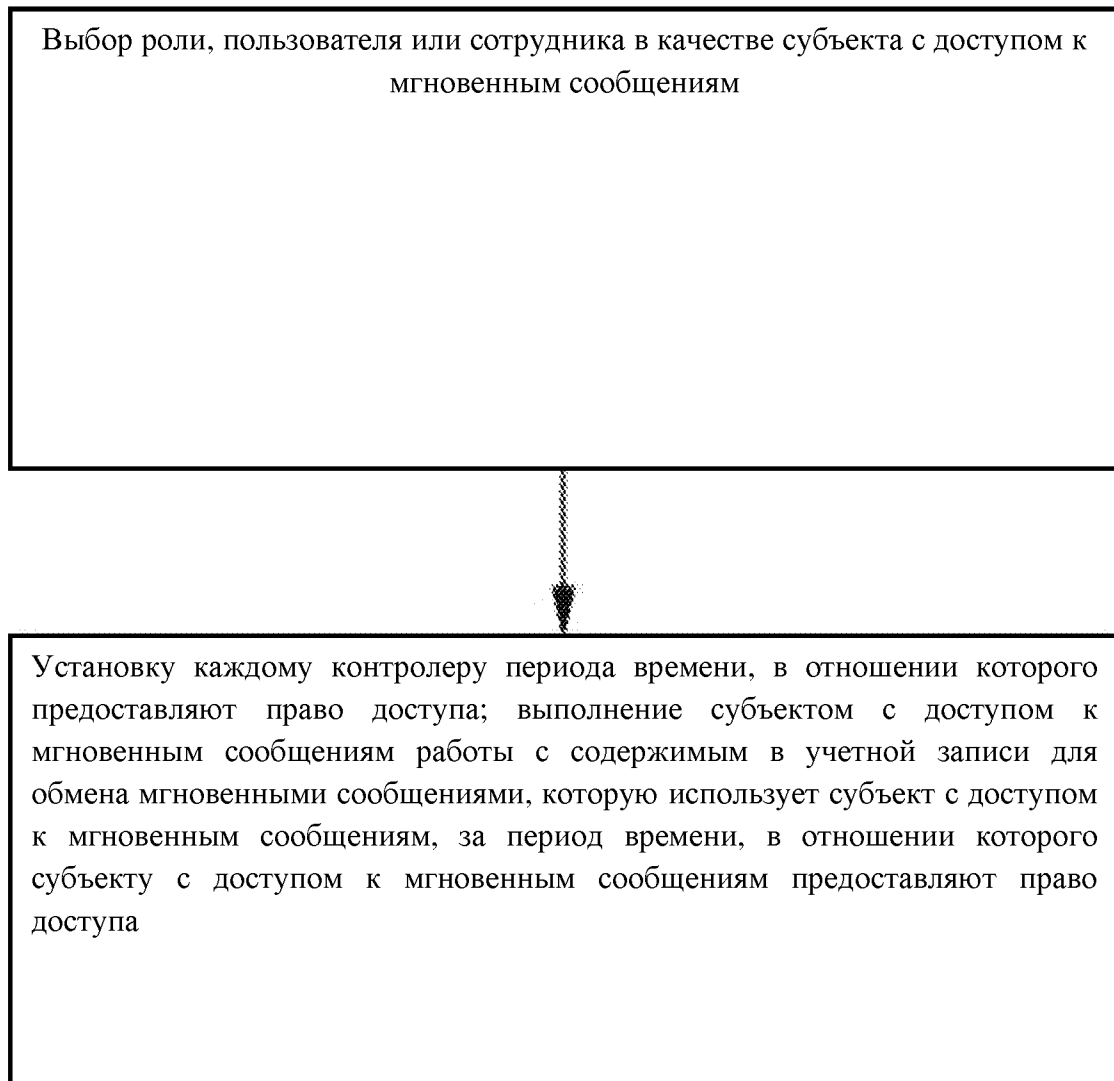 Выбор роли, пользователя или сотрудника в качестве субъекта с доступом к
мгновенным сообщениям
Установку каждому контролеру периода времени, в отношении которого
предоставляют право доступа; выполнение субъектом с доступом к
мгновенным сообщениям работы с содержимым в учетной записи для
обмена мгновенными сообщениями, которую использует субъект с доступом
к мгновенным сообщениям, за период времени, в отношении которого
субъекту с доступом к мгновенным сообщениям предоставляют право
доступа